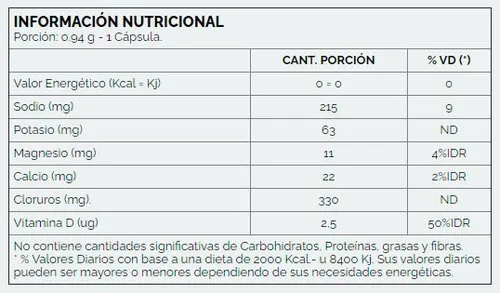 INFORMACIÓN NUTRICIONAL
Porción: 0.94 g - 1 Cápsula.
CANT. PORCIÓN % VD (*)
Valor Energético (Kcal = Kj) 0 = 0 0
Sodio (mg) 215 9
Potasio (mg) 63 ND
Magnesio (mg) 11 4%IDR
Calcio (mg) 22 2%IDR
Cloruros (mg). 330 ND
Vitamina D (ug) 2,5 50%IDR
No contiene cantidades significativas de Carbohidratos, Proteínas, grasas y fibras.
* % Valores Diarios con base a una dieta de 2000 Kcal.- u 8400 Kj. Sus valores diarios
pueden ser mayores o menores dependiendo de sus necesidades energéticas.